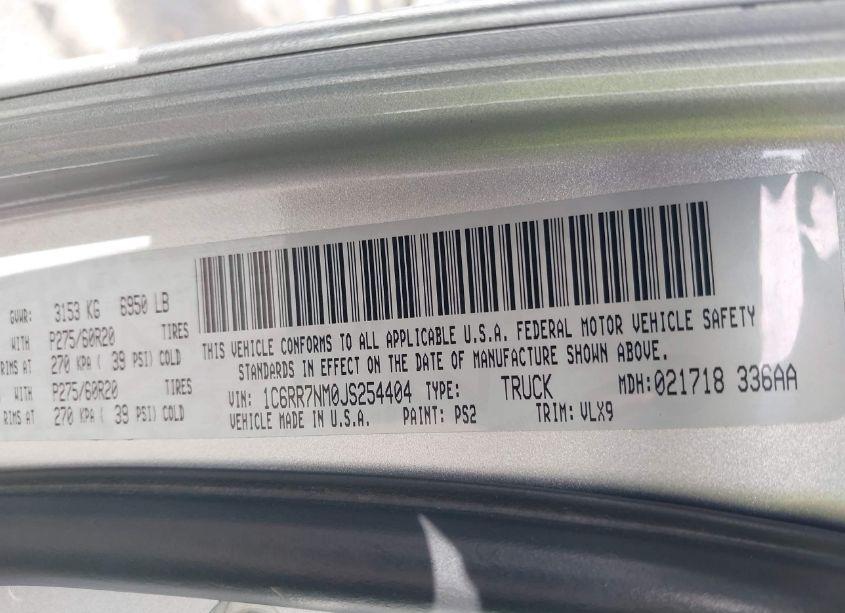 GVWR: 3153 KG 6950 LB
WITH P275/60R20 TIRES
RIMS AT 270 KPA ( 39 PSI) COLD
WITH P275/60R20 TIRES
RIMS AT 270 KPA ( 39 PSI) COLD
THIS VEHICLE CONFORMS TO ALL APPLICABLE U.S.A. FEDERAL MOTOR VEHICLE SAFETY
STANDARDS IN EFFECT ON THE DATE OF MANUFACTURE SHOWN ABOVE.
VIN: 1C6RR7NM0JS254404 TYPE: TRUCK MDH:021718 336AA
VEHICLE MADE IN U.S.A. PAINT: PS2 TRIM: VLX9